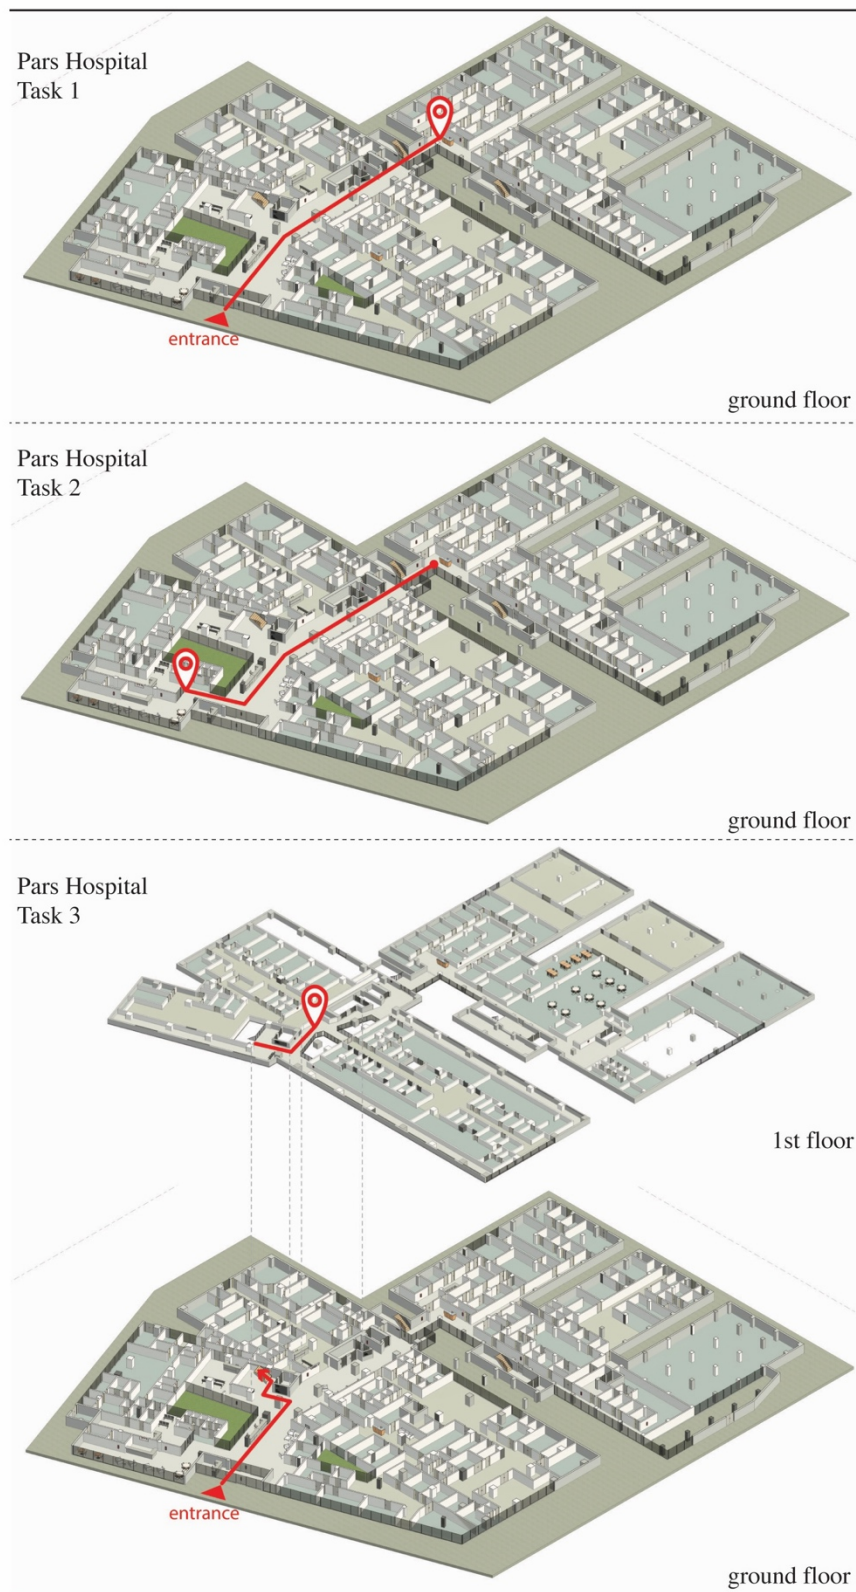 Pars Hospital
Task 1
entrance
ground floor
Pars Hospital
Task 2
ground floor
Pars Hospital
Task 3
1st floor
entrance
ground floor